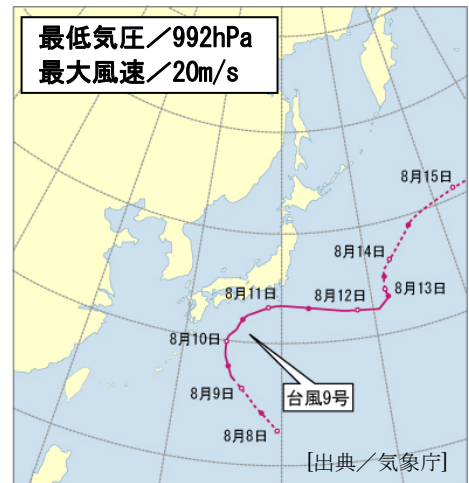 最低気圧／992hPa
最大風速／20m/s
8月15日
8月14日
8月13日
8月12日
8月11日
8月10日
台風9号
8月9日
8月8日
[出典／気象庁]